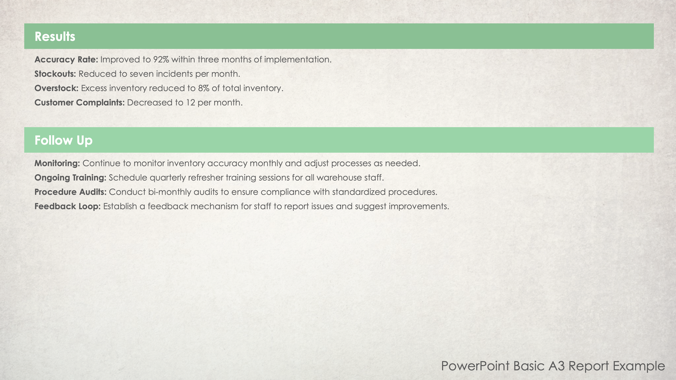 Results
Accuracy Rate: Improved to 92% within three months of implementation.
Stockouts: Reduced to seven incidents per month.
Overstock: Excess inventory reduced to 8% of total inventory.
Customer Complaints: Decreased to 12 per month.
Follow Up
Monitoring: Continue to monitor inventory accuracy monthly and adjust processes as needed.
Ongoing Training: Schedule quarterly refresher training sessions for all warehouse staff.
Procedure Audits: Conduct bi-monthly audits to ensure compliance with standardized procedures.
Feedback Loop: Establish a feedback mechanism for staff to report issues and suggest improvements.
PowerPoint Basic A3 Report Example